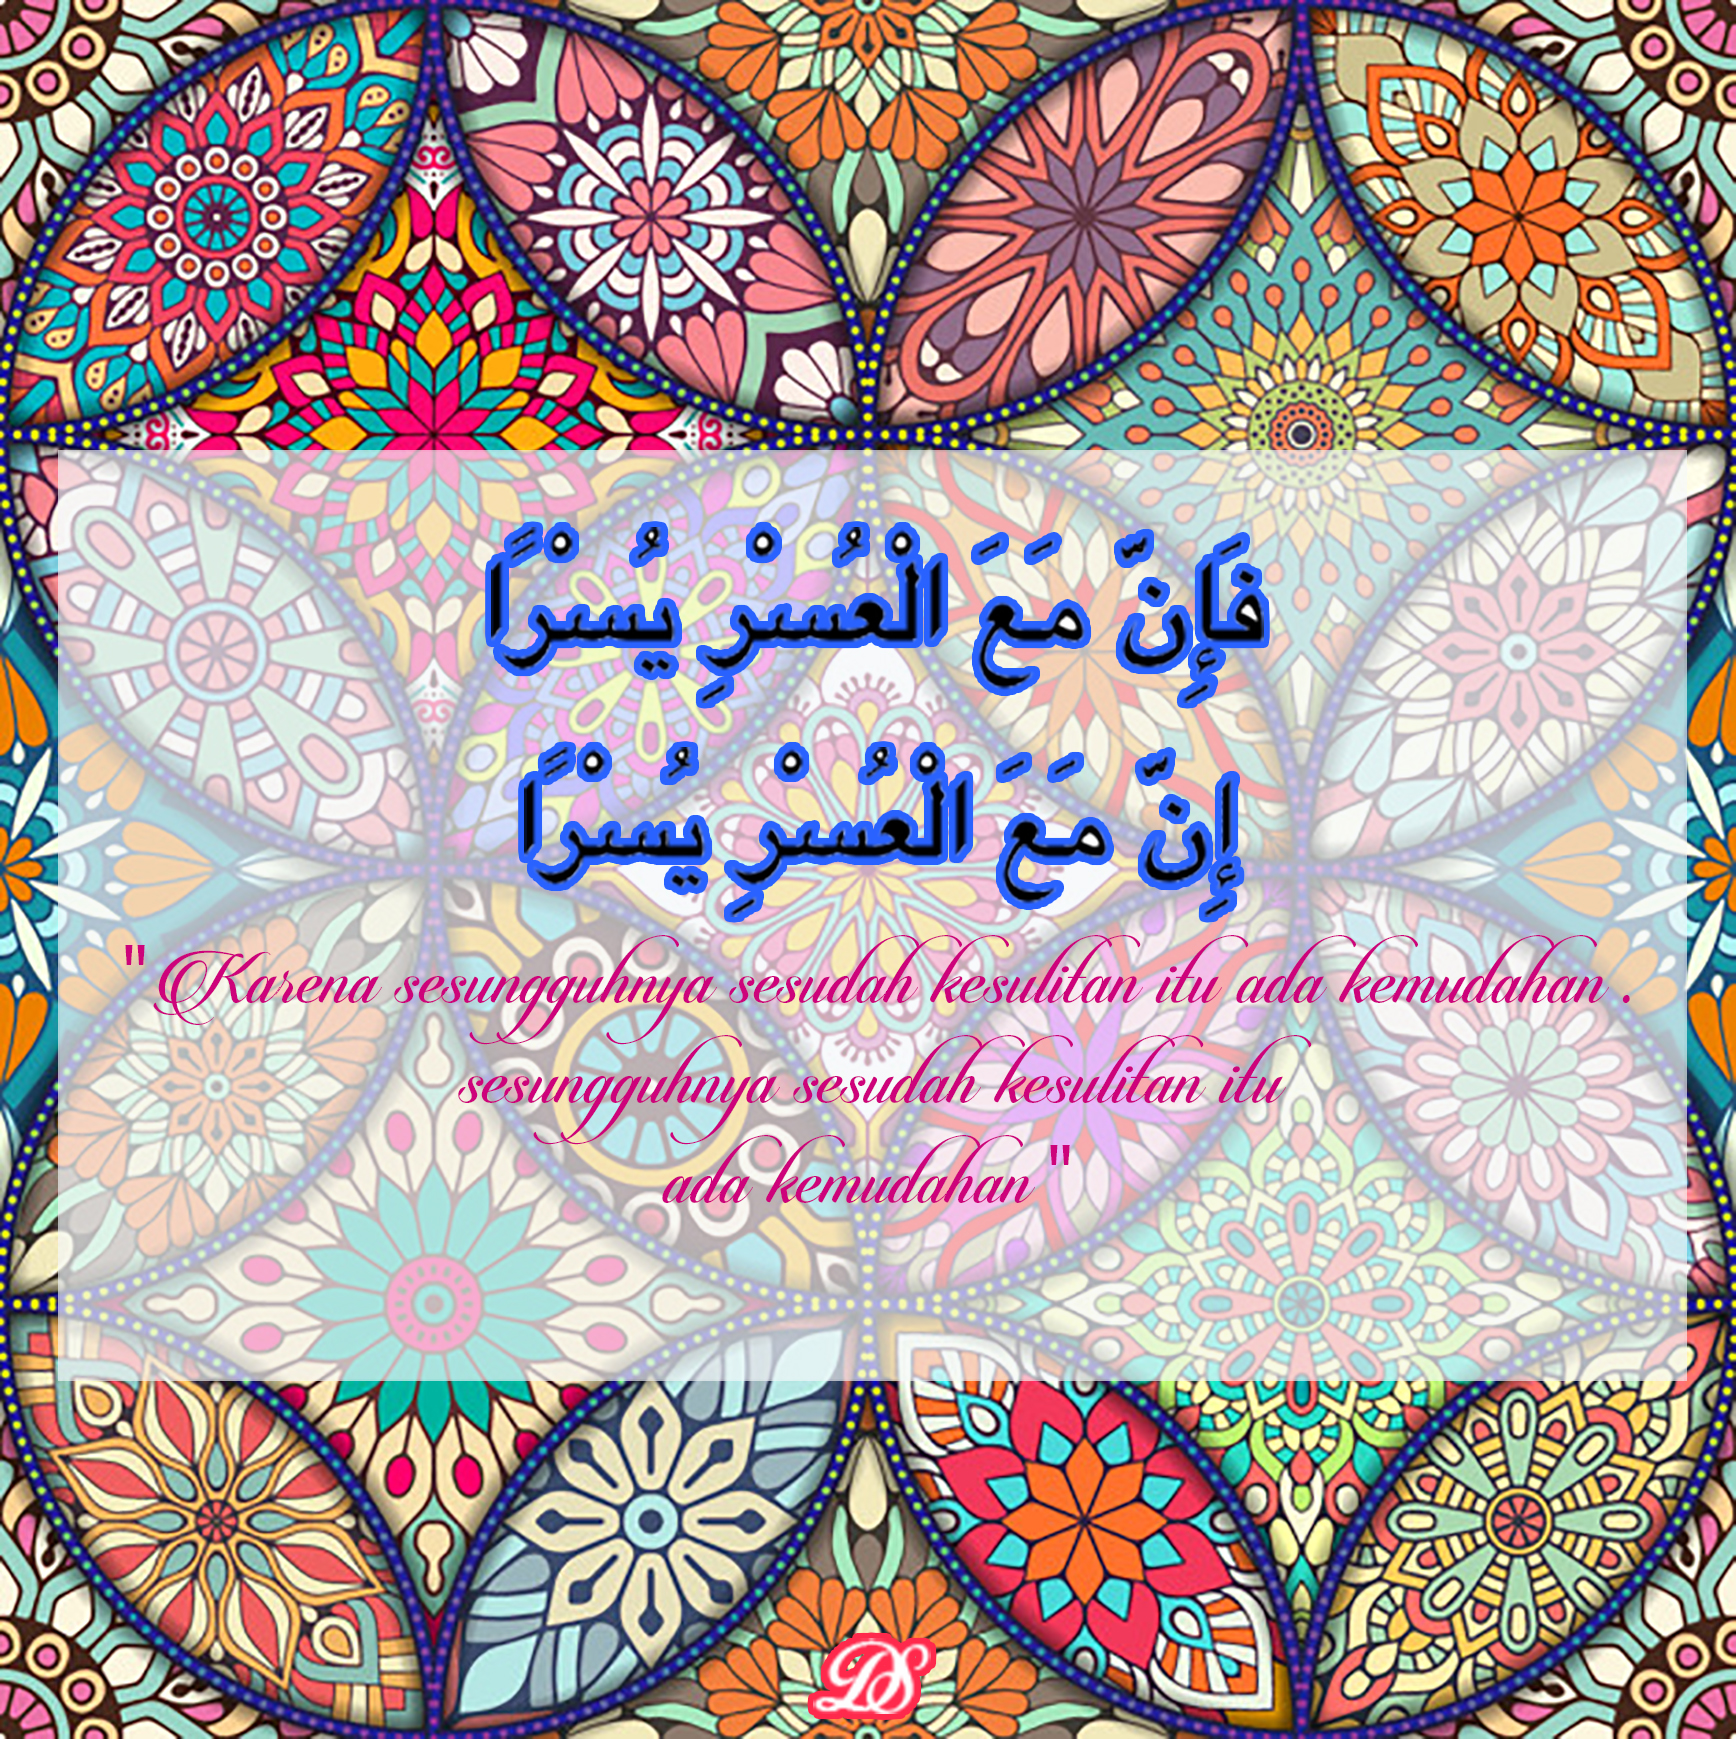 فَإِنَّ مَعَ الْعُسْرِ يُسْرًا
إِنَّ مَعَ الْعُسْرِ يُسْرًا
"Karena sesungguhnya sesudah kesulitan itu ada kemudahan .
sesungguhnya sesudah kesulitan itu
ada kemudahan "
DS